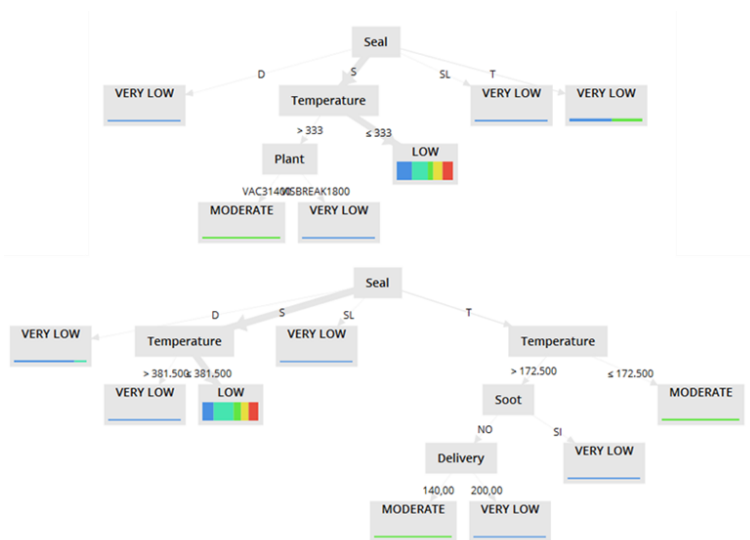 Seal
D
S
SL
T
VERY LOW
Temperature
VERY LOW
VERY LOW
> 333
≤ 333
Plant
LOW
VISBREAK1800
MODERATE
VERY LOW
Seal
D
S
SL
T
VERY LOW
Temperature
VERY LOW
Temperature
> 381.500
≤ 381.500
> 172.500
≤ 172.500
VERY LOW
LOW
Soot
MODERATE
NO
SI
Delivery
VERY LOW
140,00
200,00
MODERATE
VERY LOW